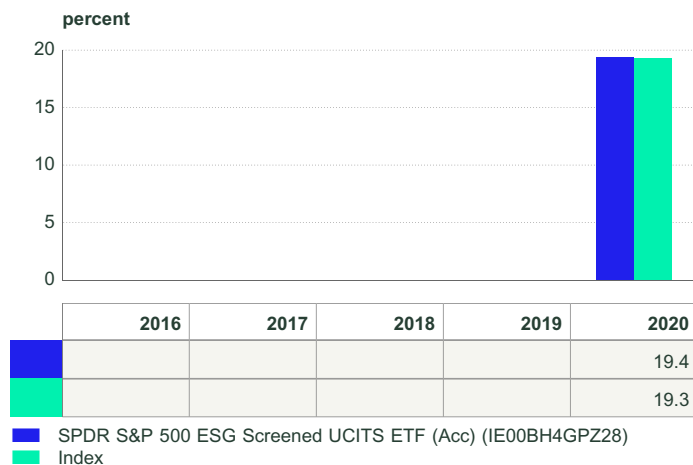 percent
20
15
10
5
0
2016 2017 2018 2019 2020
19.4
19.3
SPDR S&P 500 ESG Screened UCITS ETF (Acc) (IE00BH4GPZ28)
Index